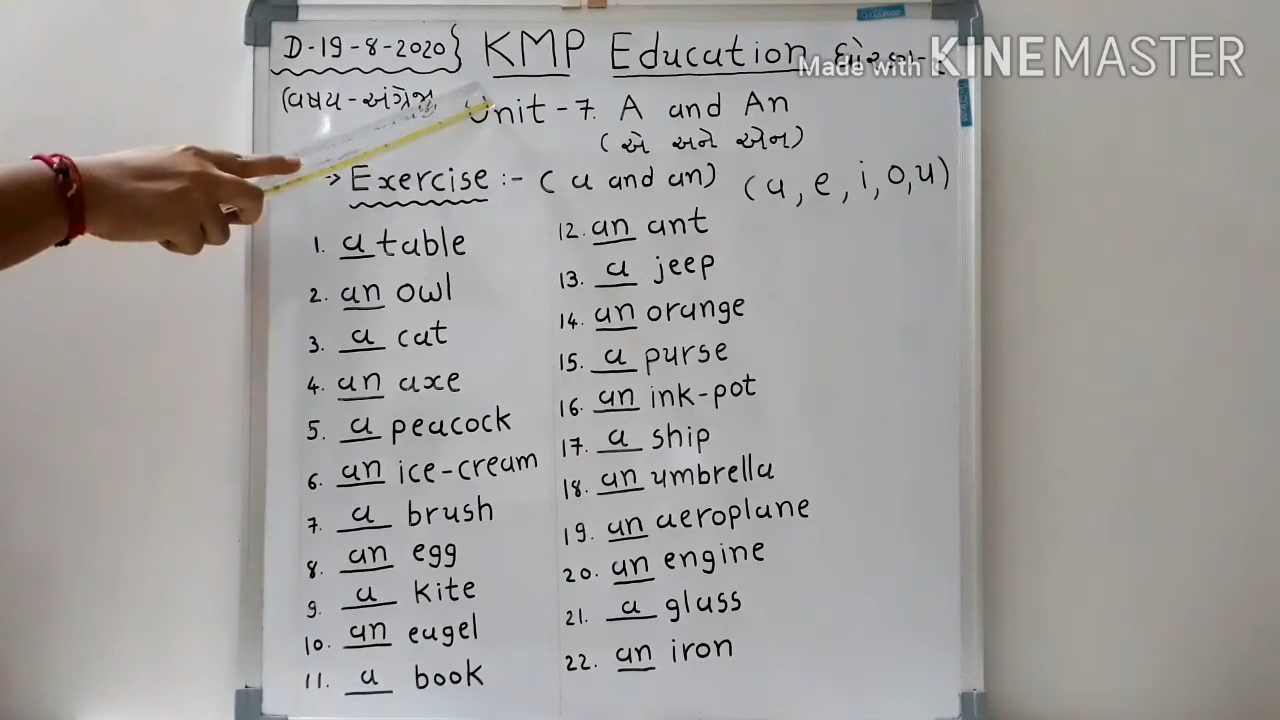 D-19-8-2020} KMP Education ધોરણ-
Made with KINEMASTER
(વિષય-અંગ્રેજી Unit-7. A and An
(એ અને એન)
→ Exercise :- (a and an) (a, e, i, o, u)
1. a table
2. an owl
3. a cat
4. an axe
5. a peacock
6. an ice-cream
7. a brush
8. an egg
9. a kite
10. an eagel
11. a book
12. an ant
13. a jeep
14. an orange
15. a purse
16. an ink-pot
17. a ship
18. an umbrella
19. an aeroplane
20. an engine
21. a glass
22. an iron